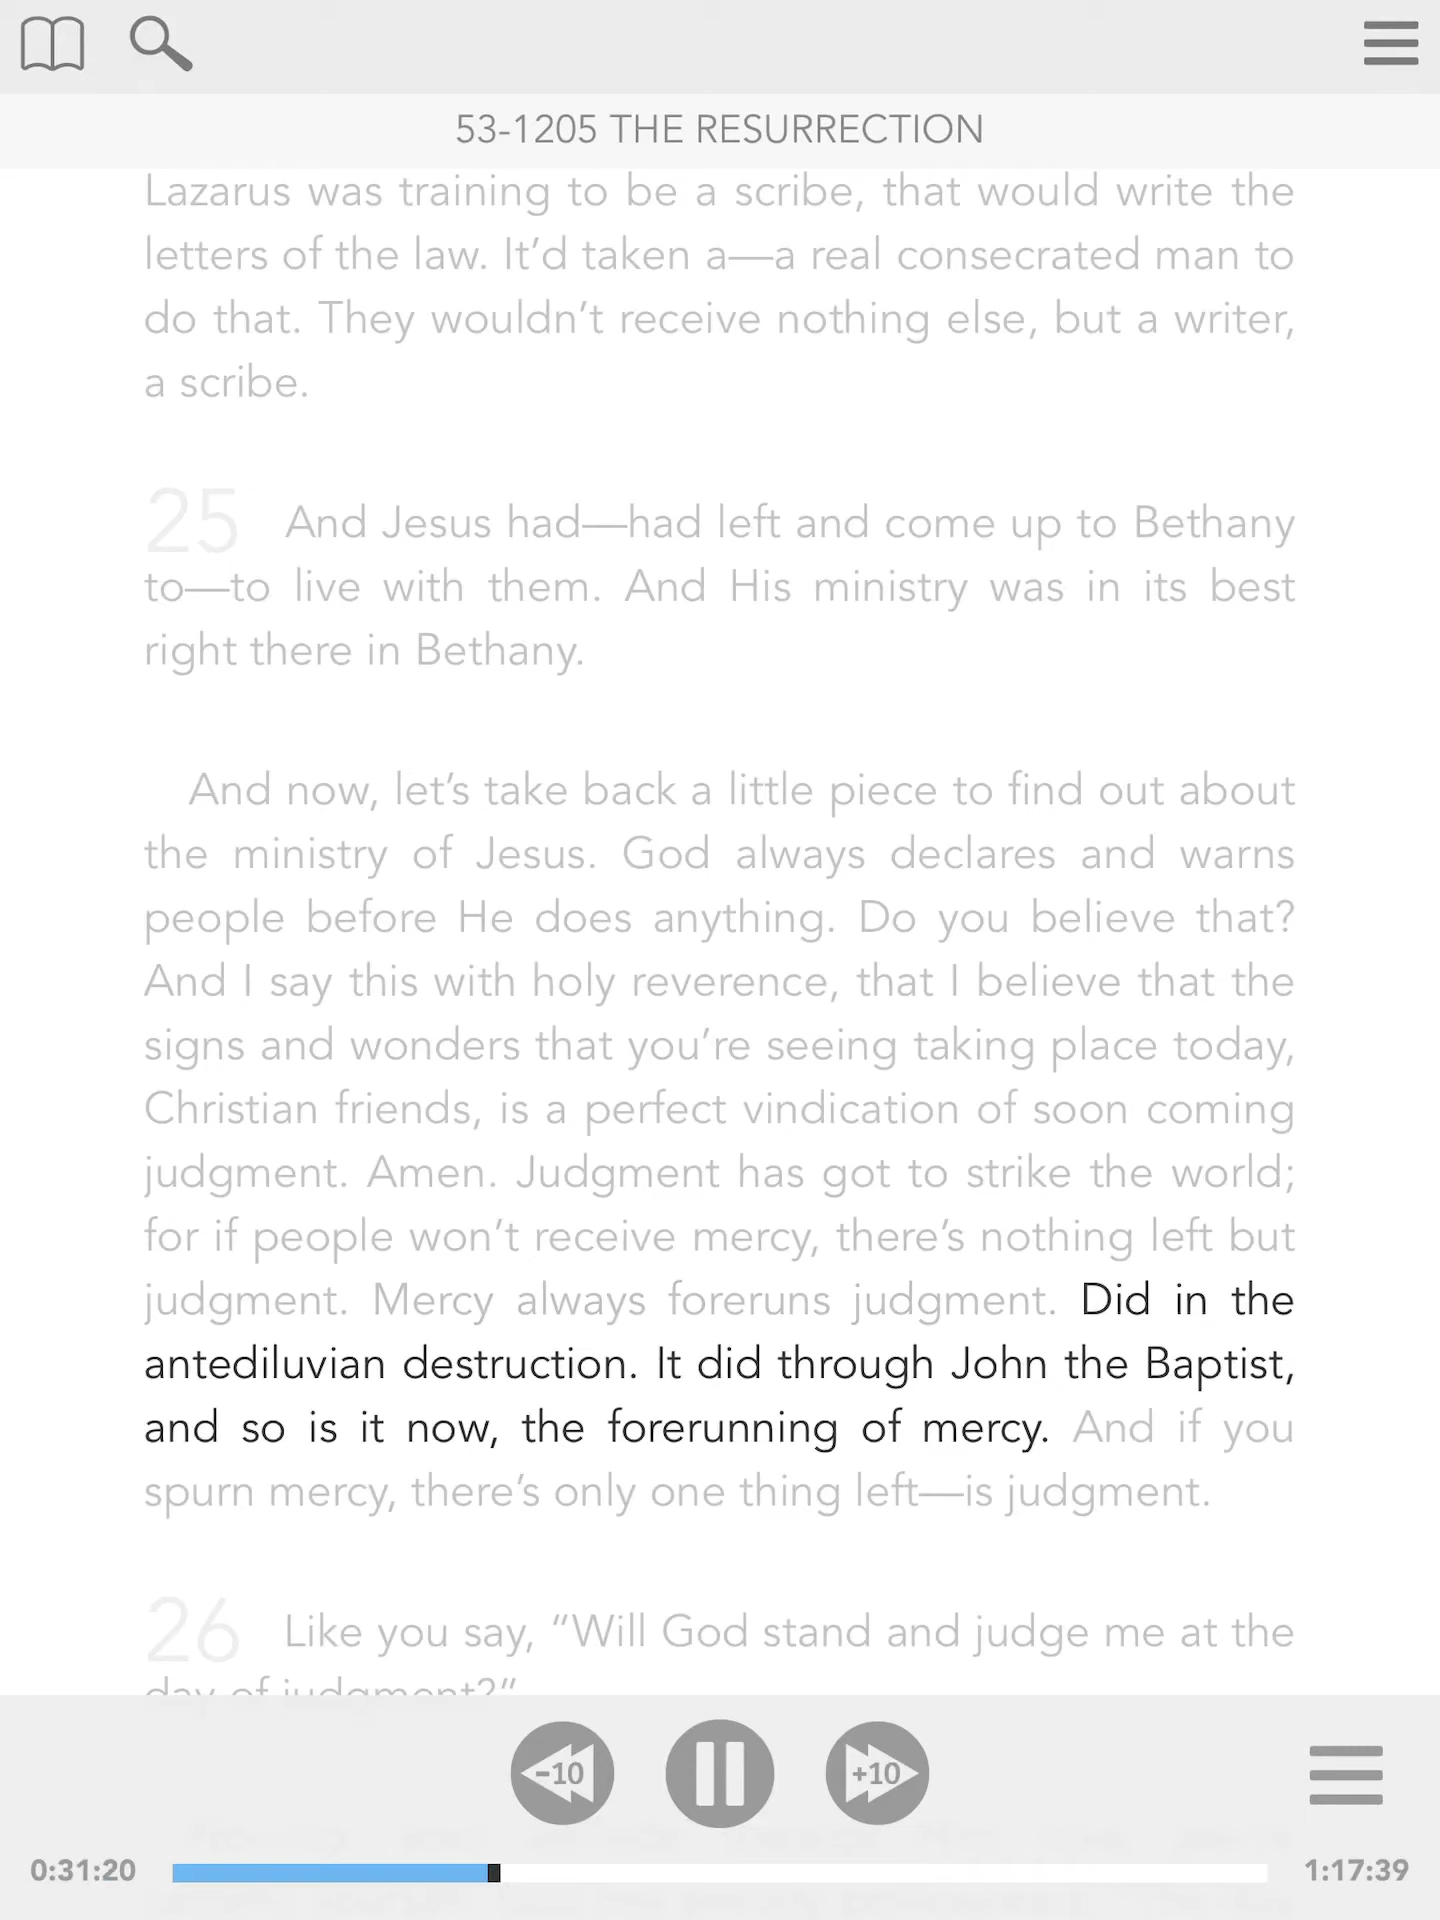 53-1205 THE RESURRECTION
Lazarus was training to be a scribe, that would write the
letters of the law. It’d taken a—a real consecrated man to
do that. They wouldn’t receive nothing else, but a writer,
a scribe.
25 And Jesus had—had left and come up to Bethany
to—to live with them. And His ministry was in its best
right there in Bethany.
And now, let’s take back a little piece to find out about
the ministry of Jesus. God always declares and warns
people before He does anything. Do you believe that?
And I say this with holy reverence, that I believe that the
signs and wonders that you’re seeing taking place today,
Christian friends, is a perfect vindication of soon coming
judgment. Amen. Judgment has got to strike the world;
for if people won’t receive mercy, there’s nothing left but
judgment. Mercy always foreruns judgment. Did in the
antediluvian destruction. It did through John the Baptist,
and so is it now, the forerunning of mercy. And if you
spurn mercy, there’s only one thing left—is judgment.
26 Like you say, “Will God stand and judge me at the
day of judgment?”
-10 +10
0:31:20 1:17:39